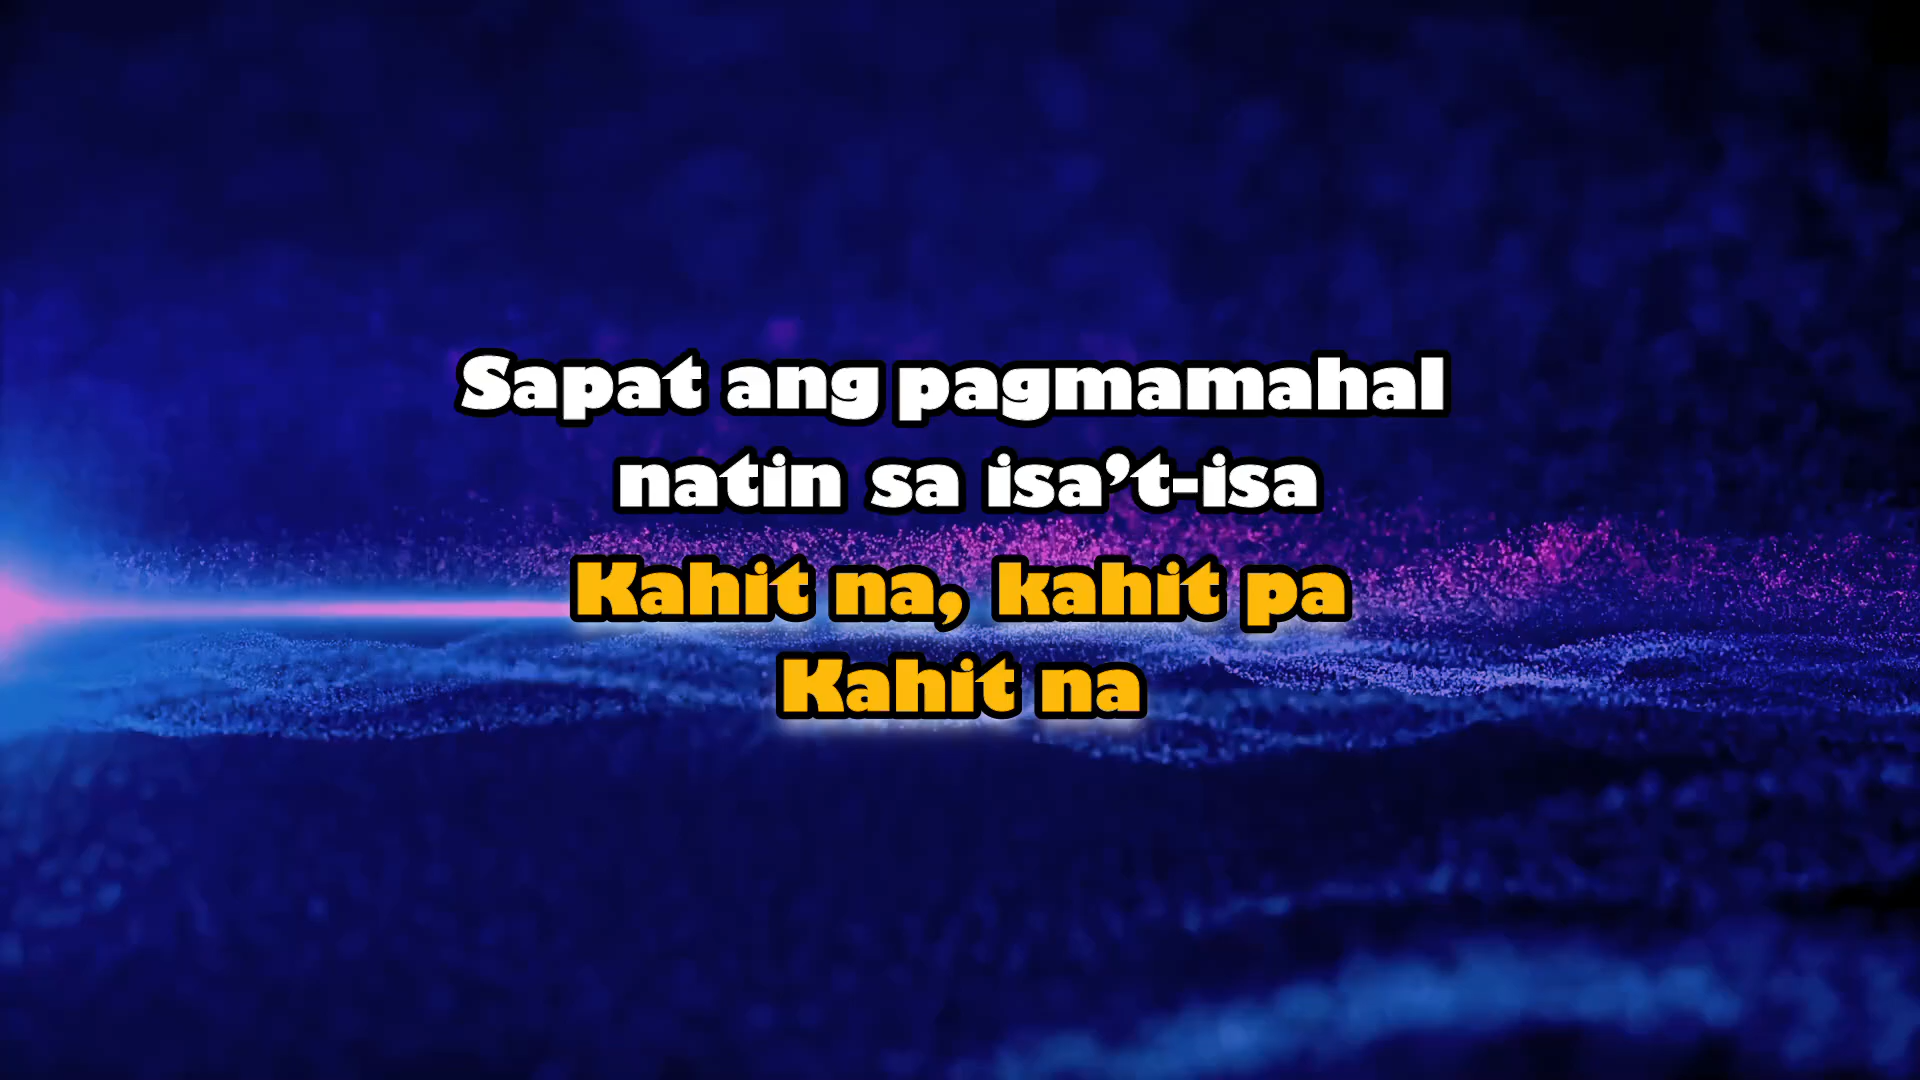 Sapat ang pagmamahal
natin sa isa’t-isa
Kahit na, kahit pa
Kahit na